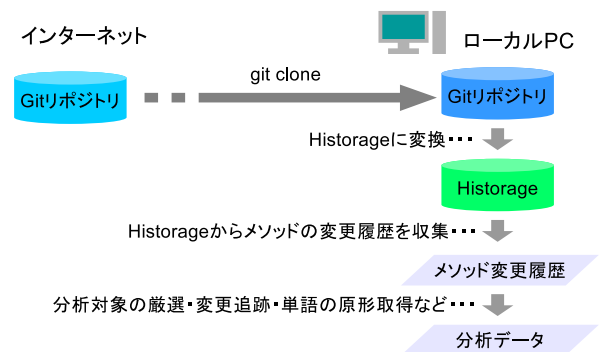 インターネット
ローカルPC
Gitリポジトリ
git clone
Gitリポジトリ
Historageに変換･･･
Historage
Historageからメソッドの変更履歴を収集･･･
メソッド変更履歴
分析対象の厳選・変更追跡・単語の原形取得など･･･
分析データ